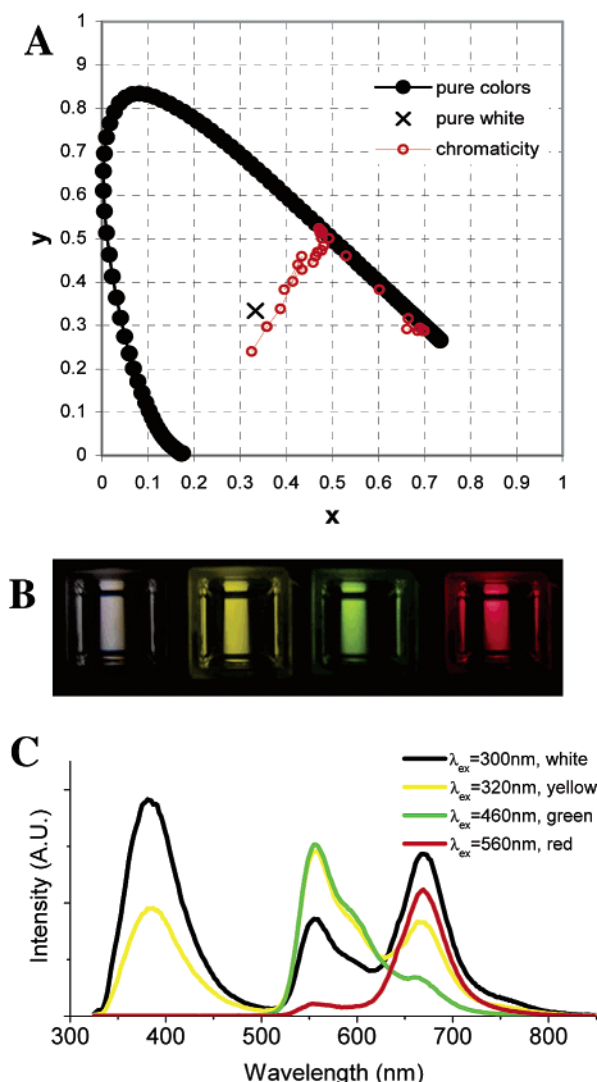 A
1
0.9
0.8
0.7
0.6
0.5
0.4
0.3
0.2
0.1
0
y
pure colors
pure white
chromaticity
0 0.1 0.2 0.3 0.4 0.5 0.6 0.7 0.8 0.9 1
x
B
C
λex=300nm, white
λex=320nm, yellow
λex=460nm, green
λex=560nm, red
Intensity (A.U.)
300 400 500 600 700 800
Wavelength (nm)